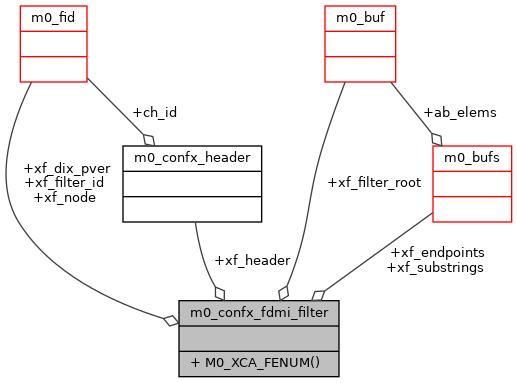 m0_fid
m0_buf
+ch_id
+ab_elems
m0_confx_header
m0_bufs
+xf_dix_pver
+xf_filter_id
+xf_node
+xf_filter_root
+xf_header
+xf_endpoints
+xf_substrings
m0_confx_fdmi_filter
+ M0_XCA_FENUM()